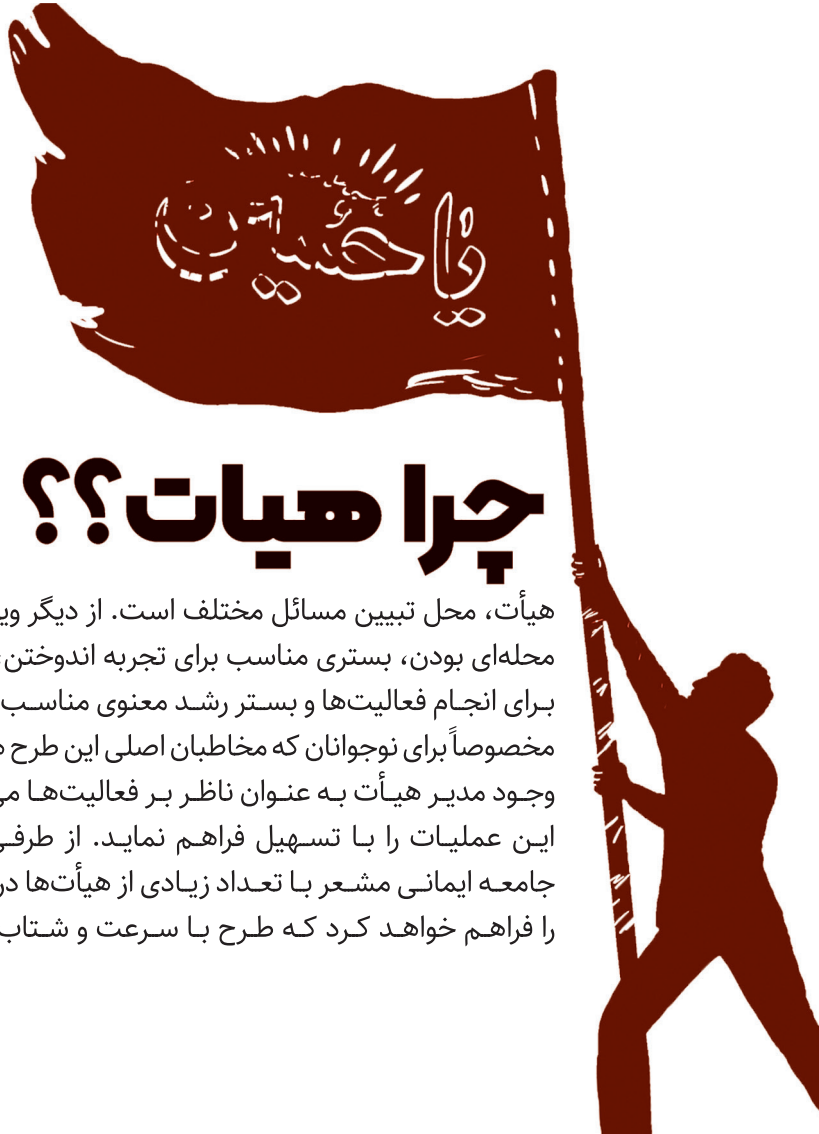 یا حسین
چرا هیات؟؟
هیأت، محل تبیین مسائل مختلف است. از دیگر
محله‌ای بودن، بستری مناسب برای تجربه اندوختن
برای انجام فعالیت‌ها و بستر رشد معنوی مناسب
مخصوصاً برای نوجوانان که مخاطبان اصلی این طرح
وجود مدیر هیأت به عنوان ناظر بر فعالیت‌ها
این عملیات را با تسهیل فراهم نماید. از طرفی
جامعه ایمانی مشعر با تعداد زیادی از هیأت‌ها در
را فراهم خواهد کرد که طرح با سرعت و شتاب